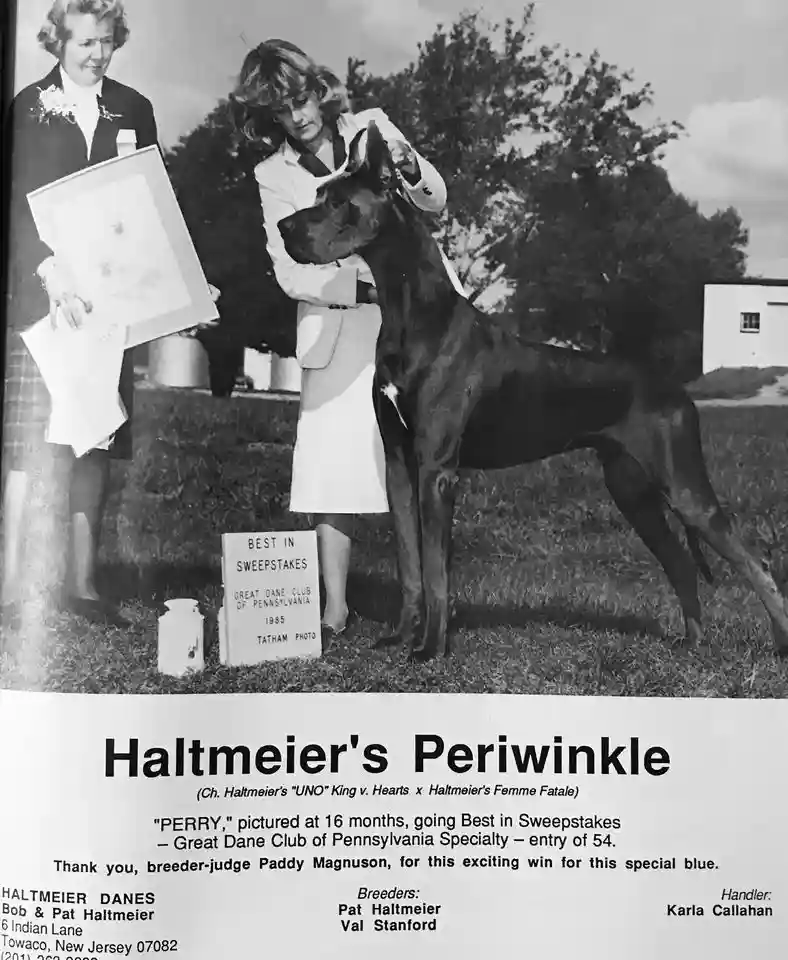 BEST IN
SWEEPSTAKES
GREAT DANE CLUB
OF PENNSYLVANIA
1985
TATHAM PHOTO
Haltmeier's Periwinkle
(Ch. Haltmeier's "UNO" King v. Hearts x Haltmeier's Femme Fatale)
"PERRY," pictured at 16 months, going Best in Sweepstakes
– Great Dane Club of Pennsylvania Specialty – entry of 54.
Thank you, breeder-judge Paddy Magnuson, for this exciting win for this special blue.
HALTMEIER DANES
Bob & Pat Haltmeier
6 Indian Lane
Towaco, New Jersey 07082
Breeders:
Pat Haltmeier
Val Stanford
Handler:
Karla Callahan